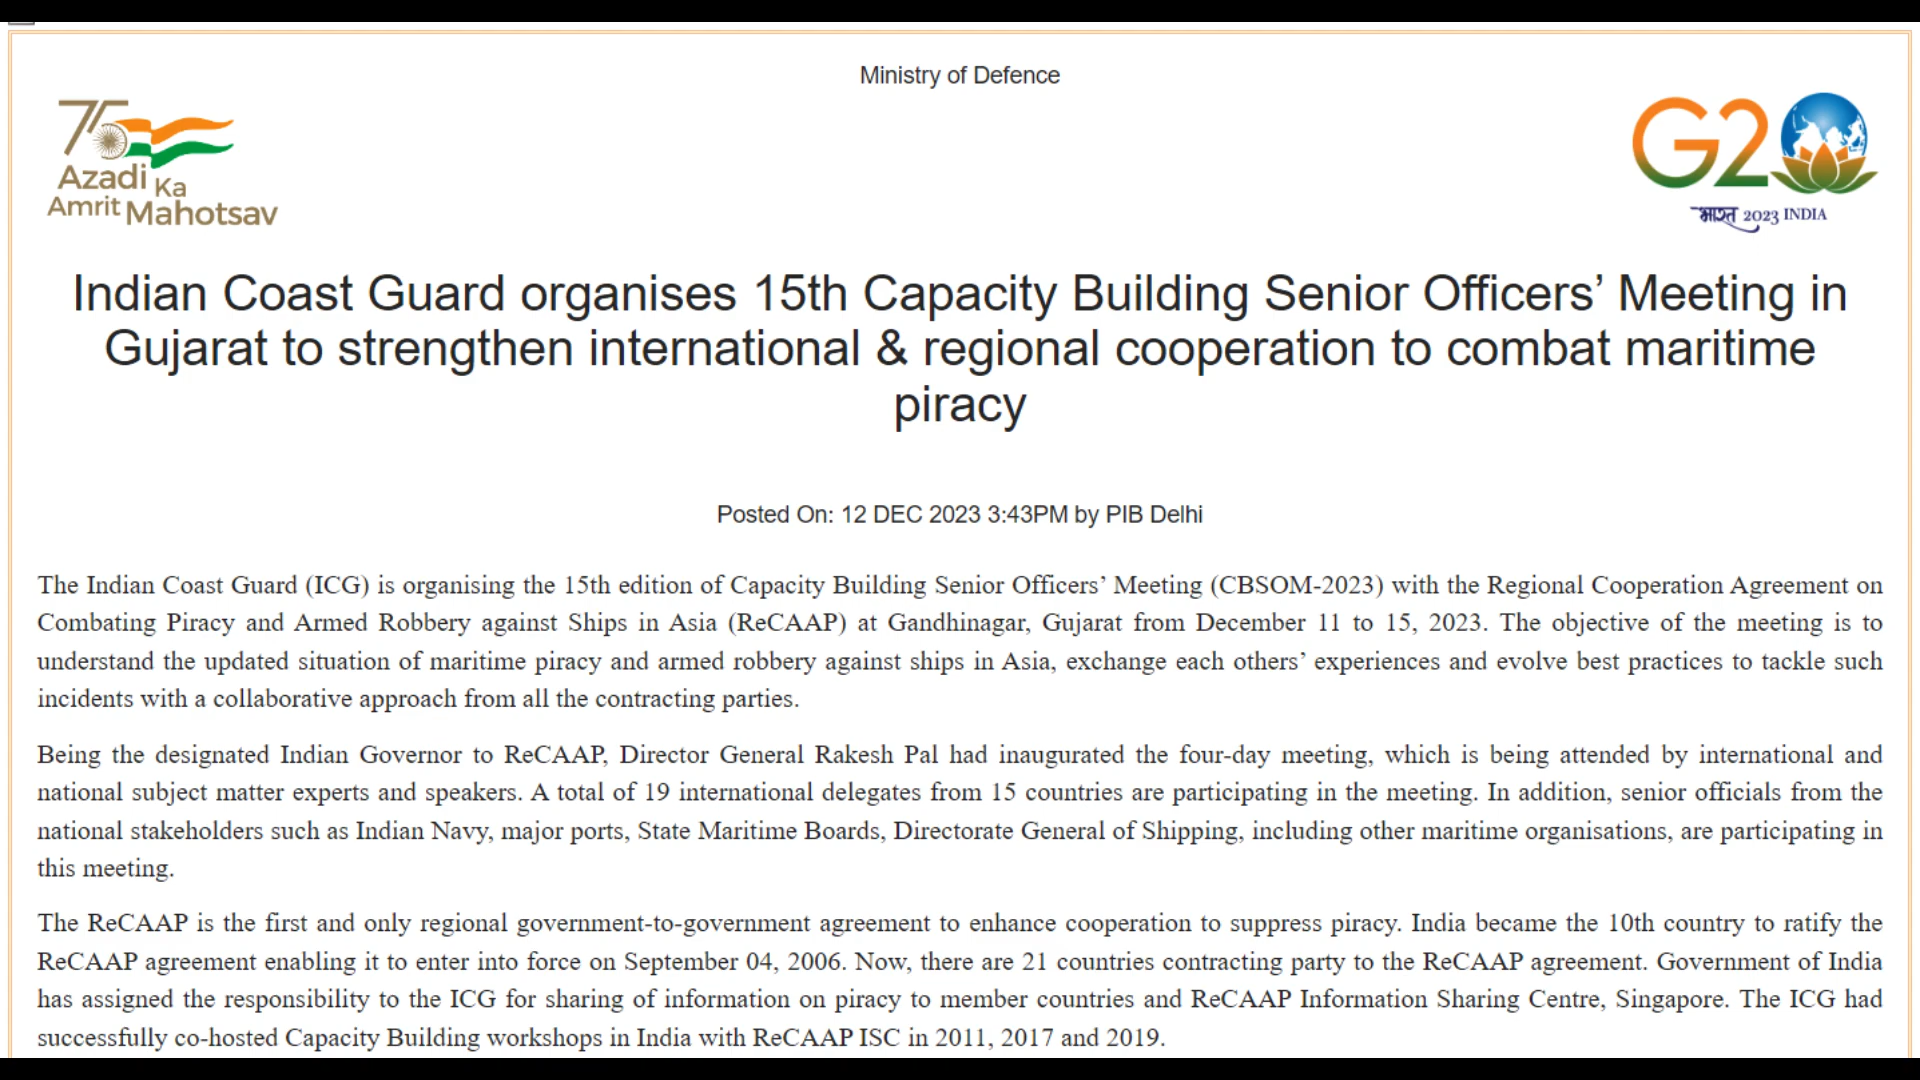 Ministry of Defence
75
Azadi Ka
Amrit Mahotsav
G20
भारत 2023 INDIA
Indian Coast Guard organises 15th Capacity Building Senior Officers’ Meeting in
Gujarat to strengthen international & regional cooperation to combat maritime
piracy
Posted On: 12 DEC 2023 3:43PM by PIB Delhi
The Indian Coast Guard (ICG) is organising the 15th edition of Capacity Building Senior Officers’ Meeting (CBSOM-2023) with the Regional Cooperation Agreement on
Combating Piracy and Armed Robbery against Ships in Asia (ReCAAP) at Gandhinagar, Gujarat from December 11 to 15, 2023. The objective of the meeting is to
understand the updated situation of maritime piracy and armed robbery against ships in Asia, exchange each others’ experiences and evolve best practices to tackle such
incidents with a collaborative approach from all the contracting parties.
Being the designated Indian Governor to ReCAAP, Director General Rakesh Pal had inaugurated the four-day meeting, which is being attended by international and
national subject matter experts and speakers. A total of 19 international delegates from 15 countries are participating in the meeting. In addition, senior officials from the
national stakeholders such as Indian Navy, major ports, State Maritime Boards, Directorate General of Shipping, including other maritime organisations, are participating in
this meeting.
The ReCAAP is the first and only regional government-to-government agreement to enhance cooperation to suppress piracy. India became the 10th country to ratify the
ReCAAP agreement enabling it to enter into force on September 04, 2006. Now, there are 21 countries contracting party to the ReCAAP agreement. Government of India
has assigned the responsibility to the ICG for sharing of information on piracy to member countries and ReCAAP Information Sharing Centre, Singapore. The ICG had
successfully co-hosted Capacity Building workshops in India with ReCAAP ISC in 2011, 2017 and 2019.